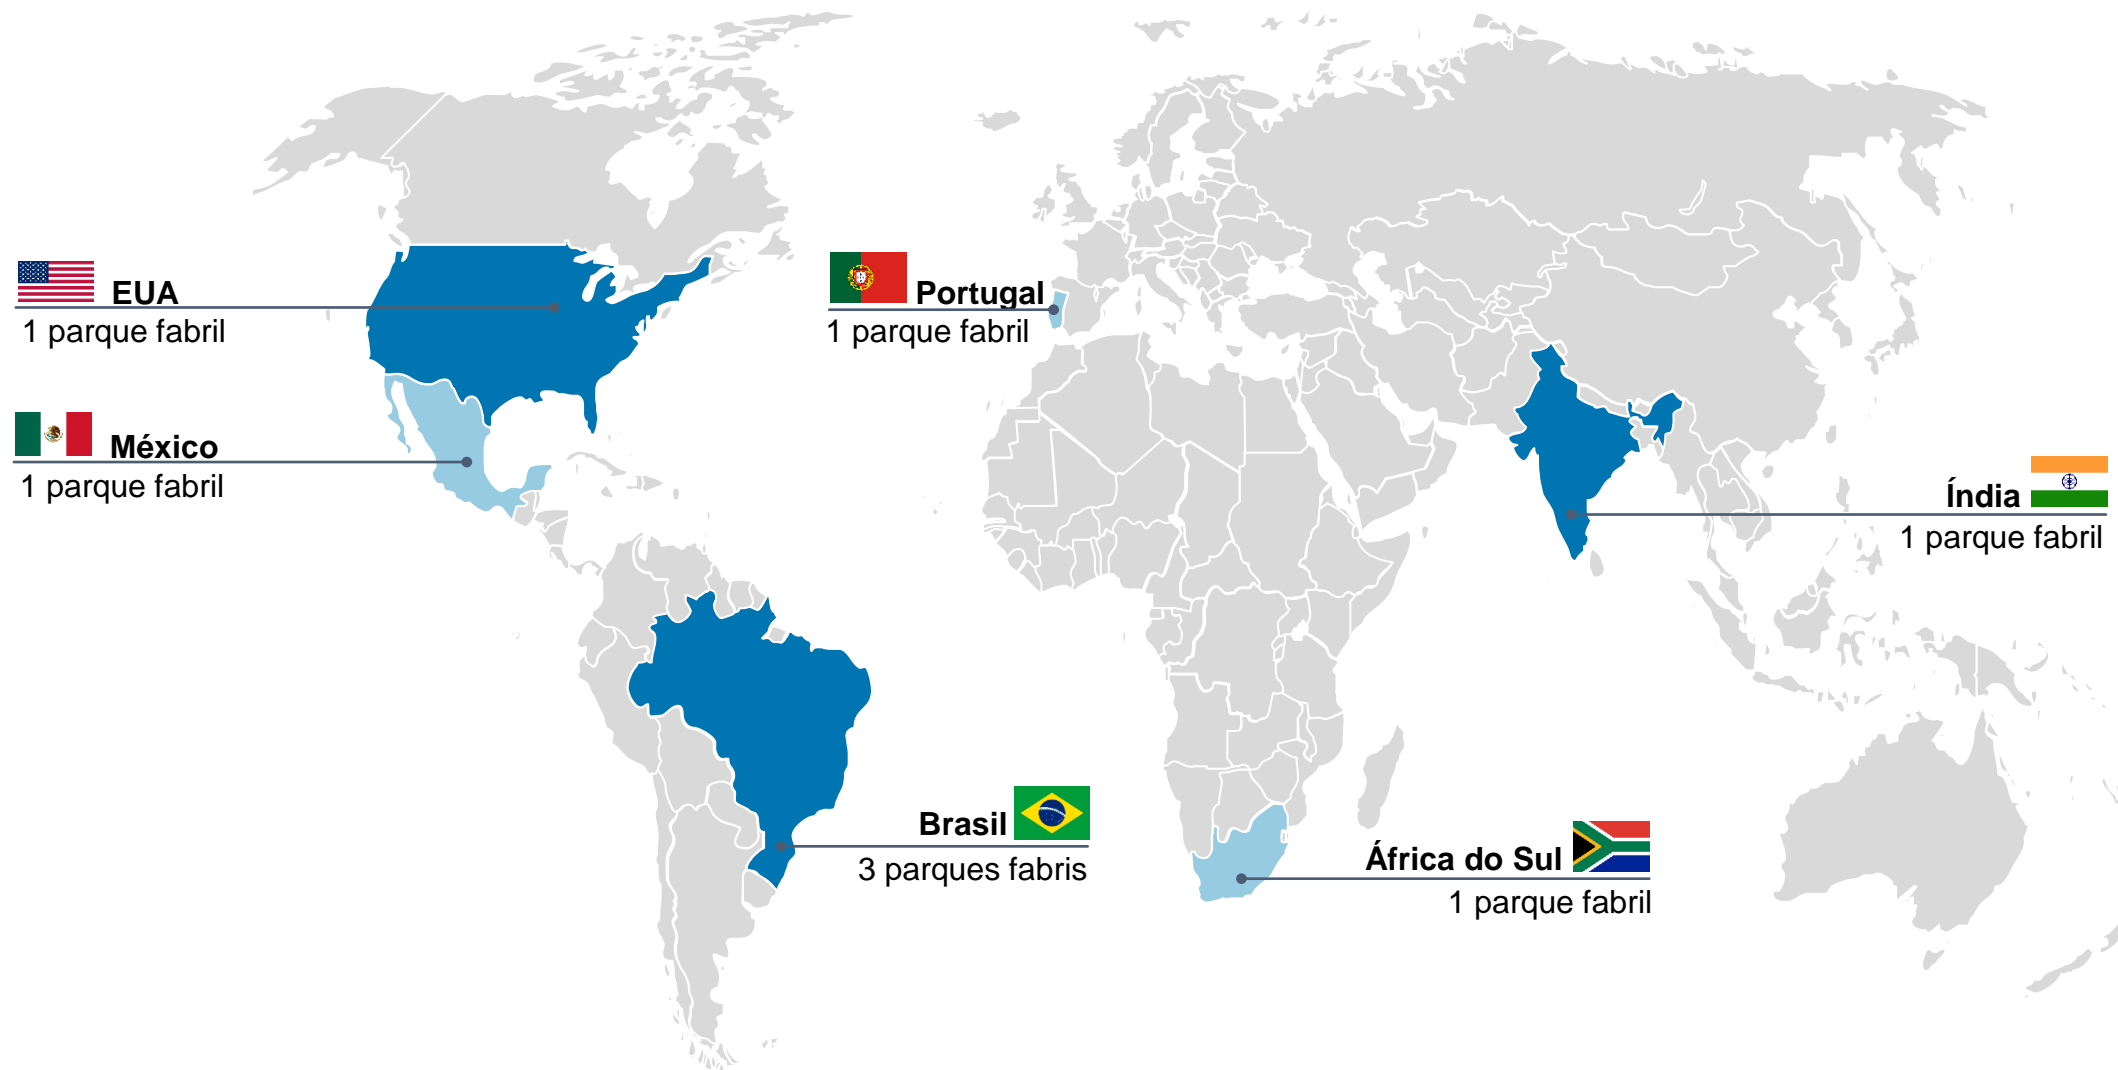 EUA
1 parque fabril
México
1 parque fabril
Portugal
1 parque fabril
Índia
1 parque fabril
Brasil
3 parques fabris
África do Sul
1 parque fabril